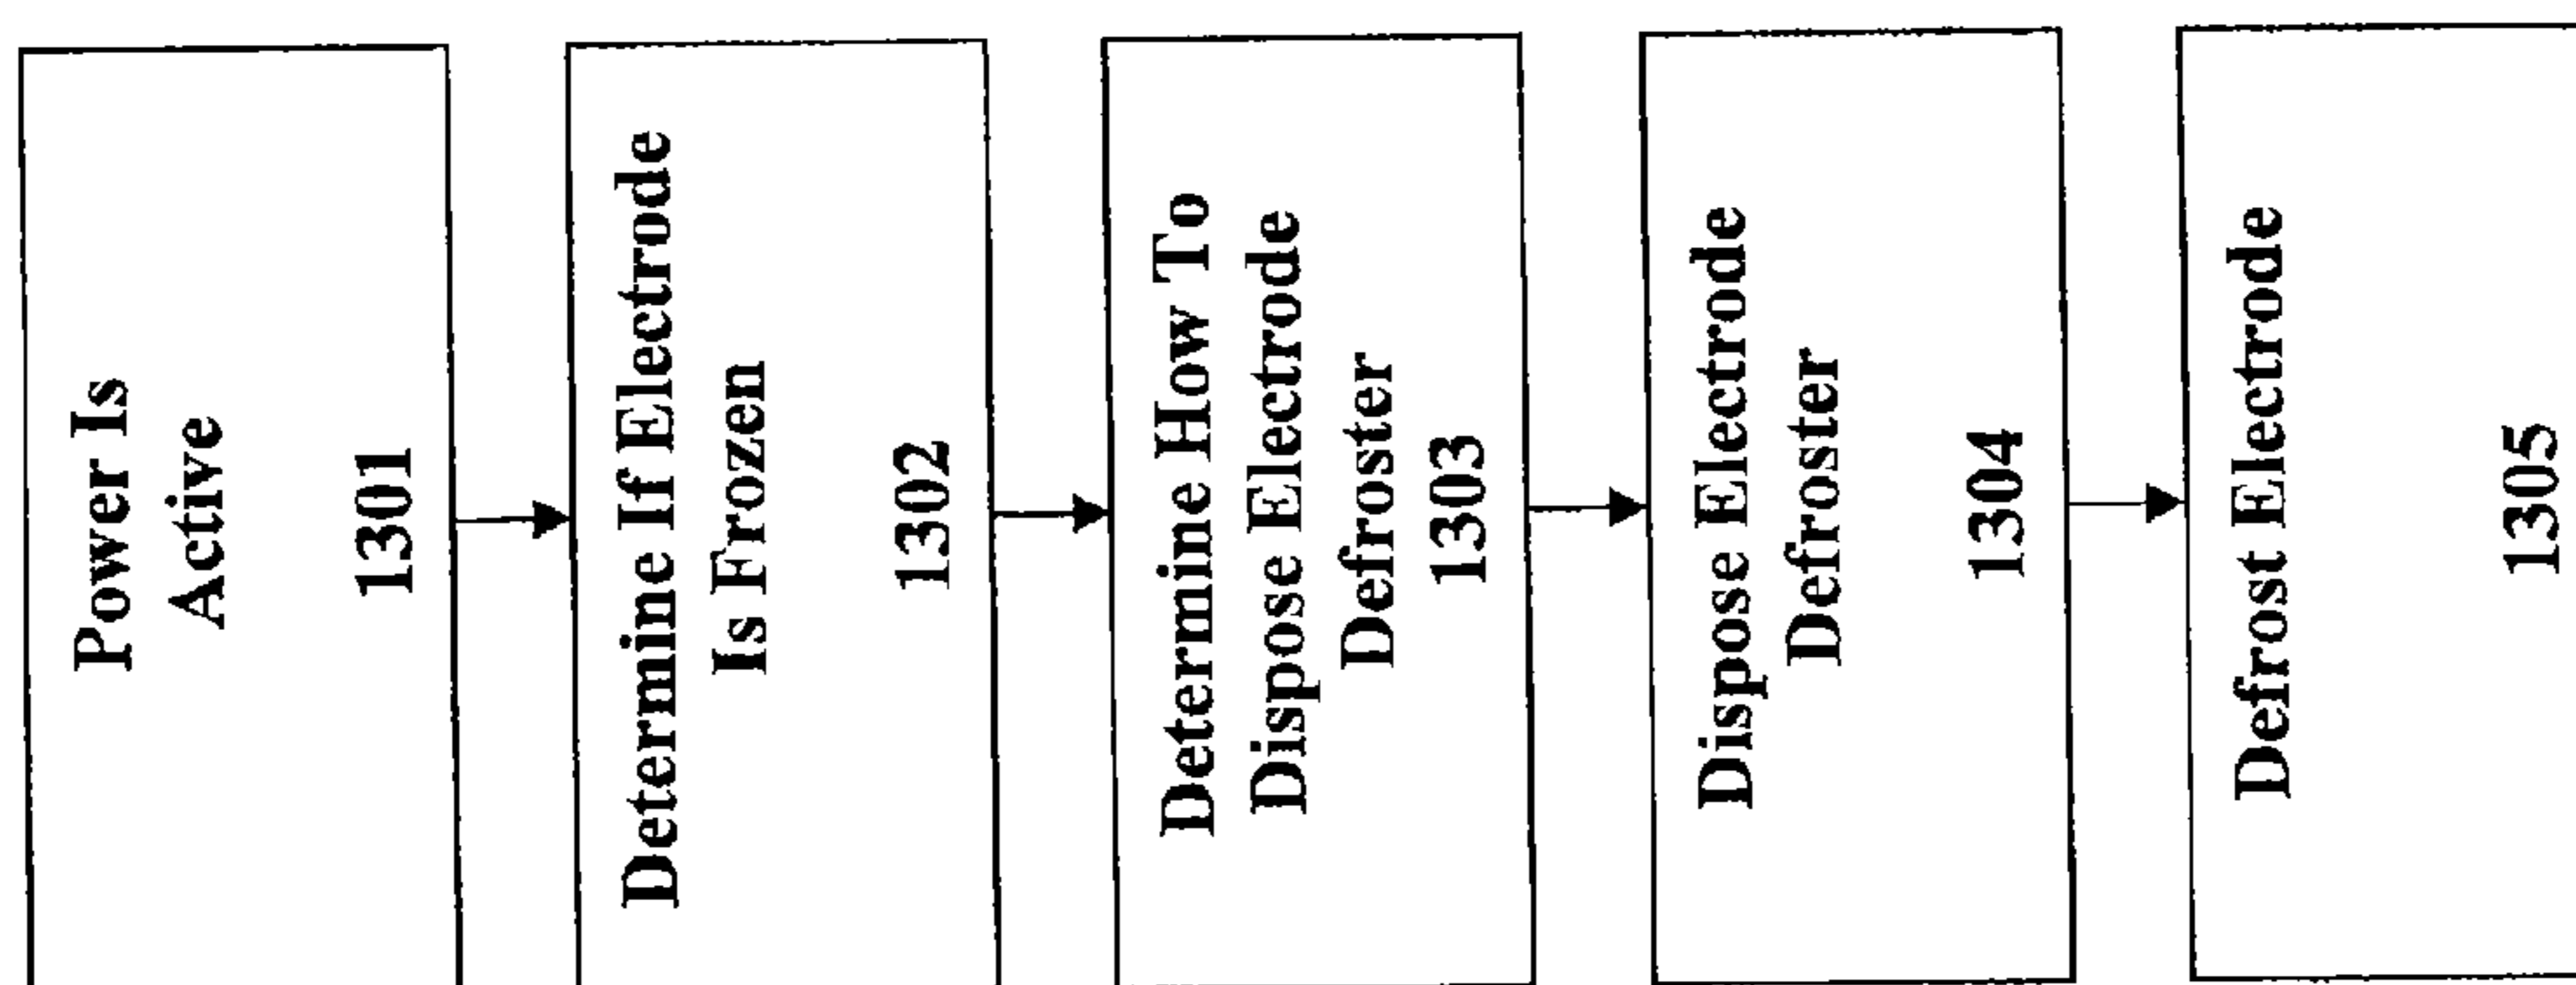 Power Is
Active
1301
Determine If Electrode
Is Frozen
1302
Determine How To
Dispose Electrode
Defroster
1303
Dispose Electrode
Defroster
1304
Defrost Electrode
1305